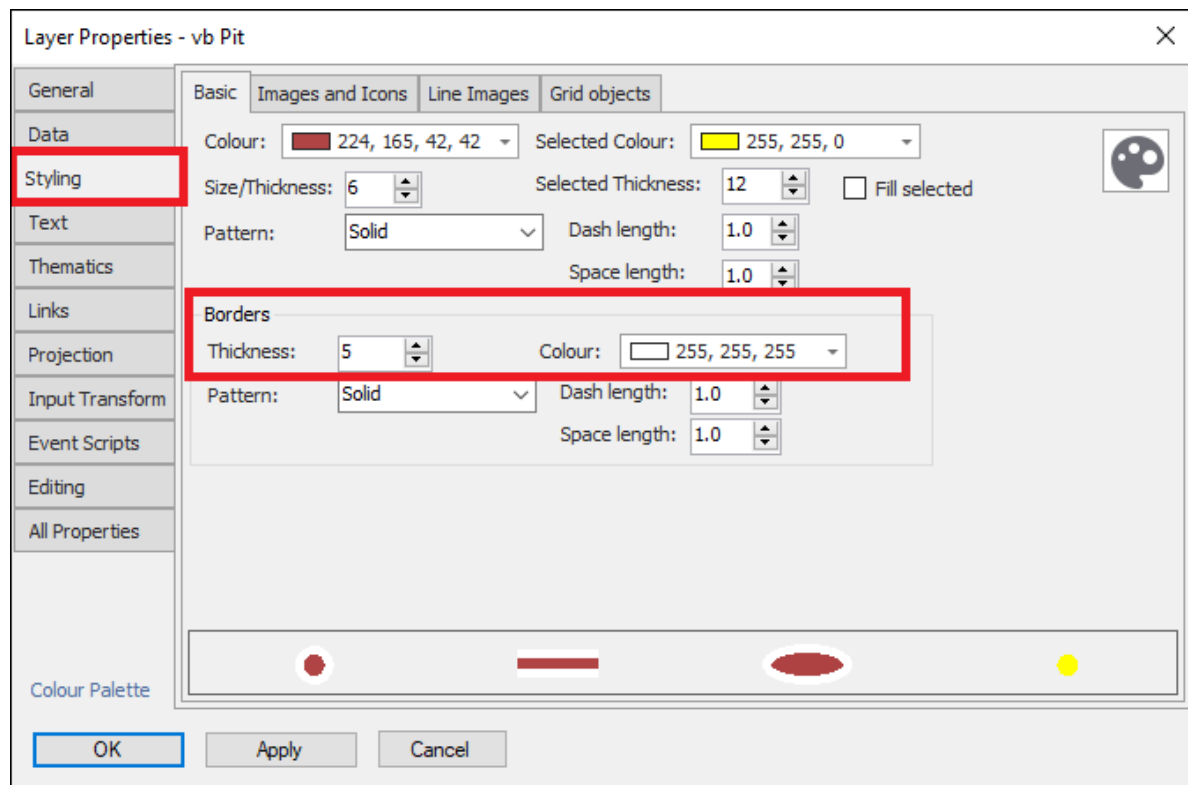 Layer Properties - vb Pit
General
Data
Styling
Text
Thematics
Links
Projection
Input Transform
Event Scripts
Editing
All Properties
Colour Palette
Basic Images and Icons Line Images Grid objects
Colour: 224, 165, 42, 42 Selected Colour: 255, 255, 0
Size/Thickness: 6 Selected Thickness: 12 Fill selected
Pattern: Solid Dash length: 1.0
Space length: 1.0
Borders
Thickness: 5 Colour: 255, 255, 255
Pattern: Solid Dash length: 1.0
Space length: 1.0
OK Apply Cancel